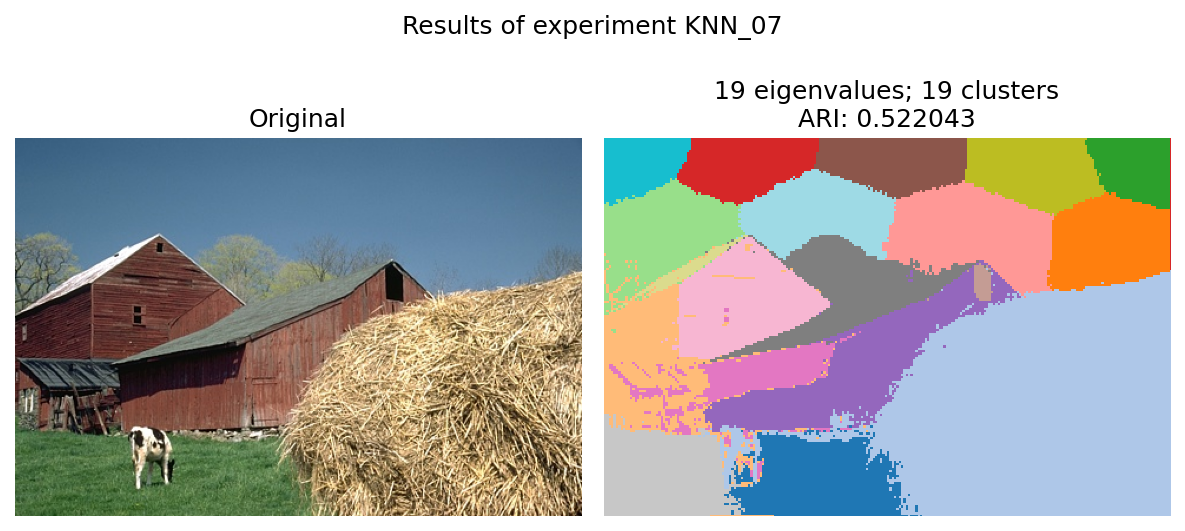 Results of experiment KNN_07
Original
19 eigenvalues; 19 clusters
ARI: 0.522043